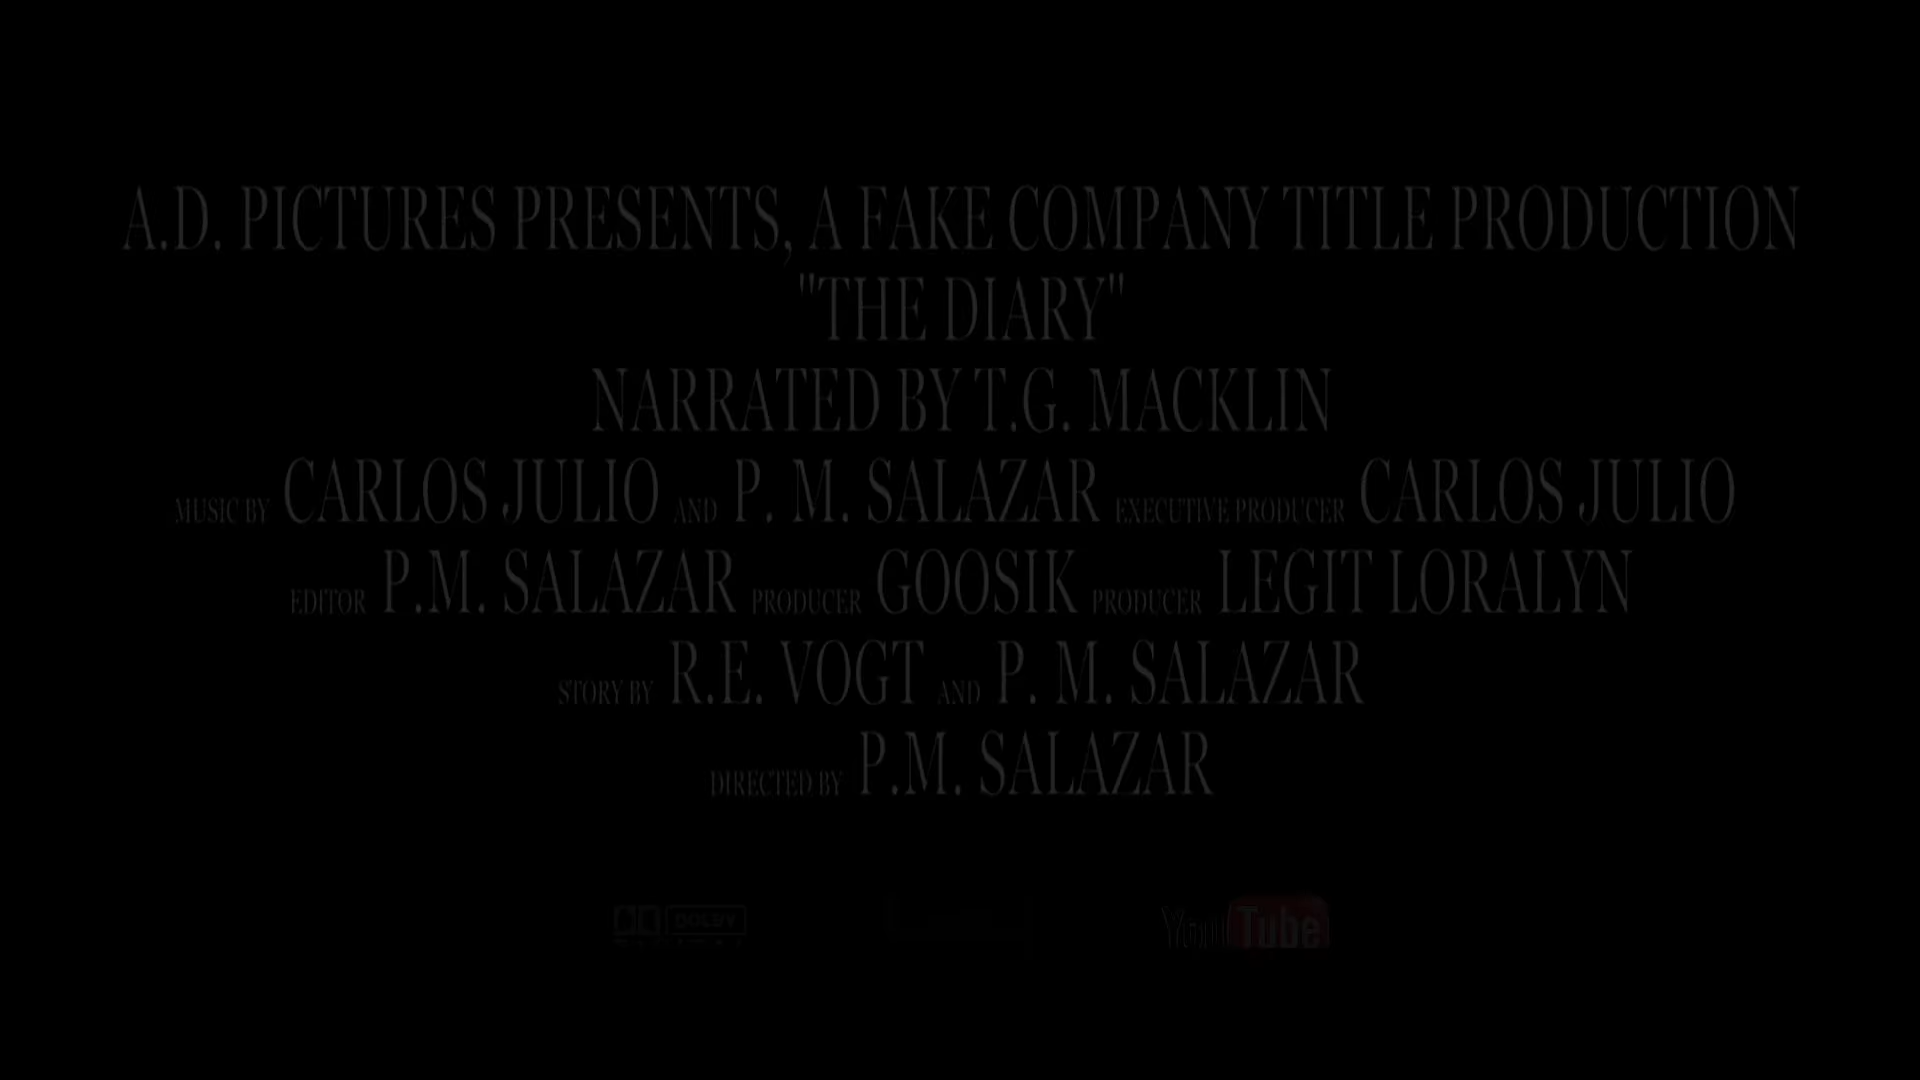 A.D. PICTURES PRESENTS, A FAKE COMPANY TITLE PRODUCTION
"THE DIARY"
NARRATED BY T.G. MACKLIN
MUSIC BY CARLOS JULIO AND P. M. SALAZAR EXECUTIVE PRODUCER CARLOS JULIO
EDITOR P.M. SALAZAR PRODUCER GOOSIK PRODUCER LEGIT LORALYN
STORY BY R.E. VOGT AND P. M. SALAZAR
DIRECTED BY P.M. SALAZAR
DOLBY YouTube